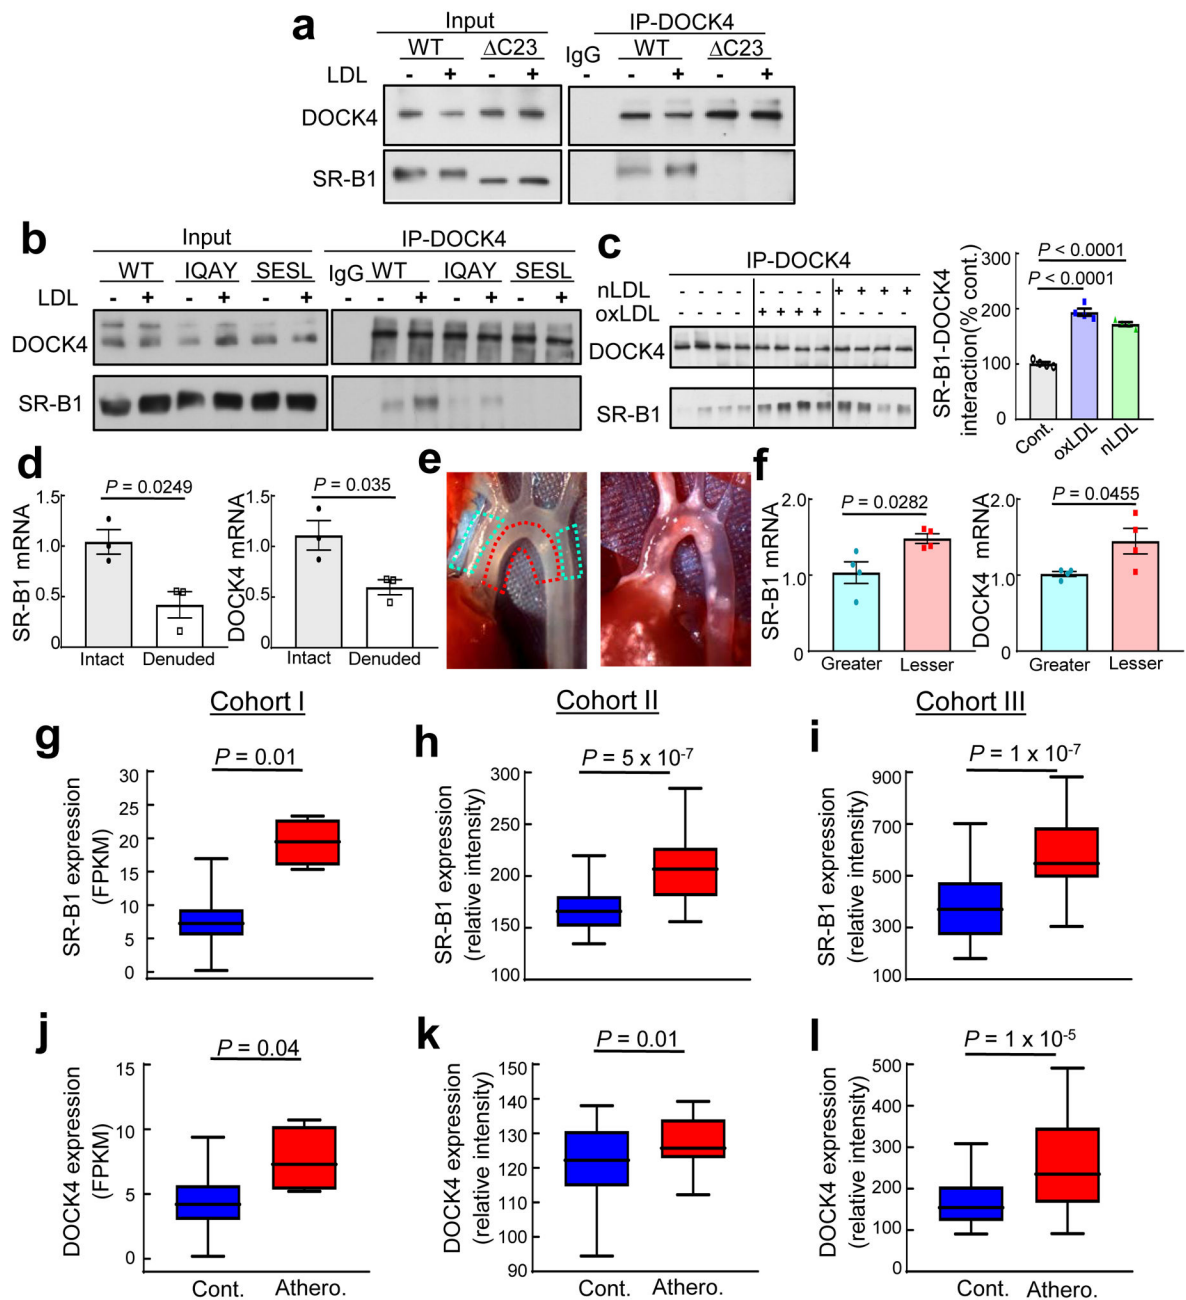 a
Input
IP-DOCK4
WT ΔC23 IgG WT ΔC23
LDL - + - + - - + - +
DOCK4
SR-B1
b
Input
IP-DOCK4
WT IQAY SESL IgG WT IQAY SESL
LDL - + - + - + - - + - + - +
DOCK4
SR-B1
c
IP-DOCK4
nLDL - - - - - - - - + + + +
oxLDL - - - - + + + + - - - -
DOCK4
SR-B1
SR-B1-DOCK4
interaction(% cont.)
P < 0.0001
P < 0.0001
300
200
100
0
Cont. oxLDL nLDL
d
SR-B1 mRNA
1.5
1.0
0.5
0
P = 0.0249
Intact Denuded
DOCK4 mRNA
1.5
1.0
0.5
0
P = 0.035
Intact Denuded
e
f
SR-B1 mRNA
2.0
1.0
0
P = 0.0282
Greater Lesser
DOCK4 mRNA
2.0
1.0
0
P = 0.0455
Greater Lesser
Cohort I
Cohort II
Cohort III
g
SR-B1 expression
(FPKM)
P = 0.01
30
25
20
15
10
5
0
h
SR-B1 expression
(relative intensity)
P = 5 x 10-7
300
250
200
150
100
i
SR-B1 expression
(relative intensity)
P = 1 x 10-7
900
700
500
300
100
j
DOCK4 expression
(FPKM)
P = 0.04
15
10
5
0
Cont. Athero.
k
DOCK4 expression
(relative intensity)
P = 0.01
150
140
130
120
110
100
90
Cont. Athero.
l
DOCK4 expression
(relative intensity)
P = 1 x 10-5
500
400
300
200
100
0
Cont. Athero.